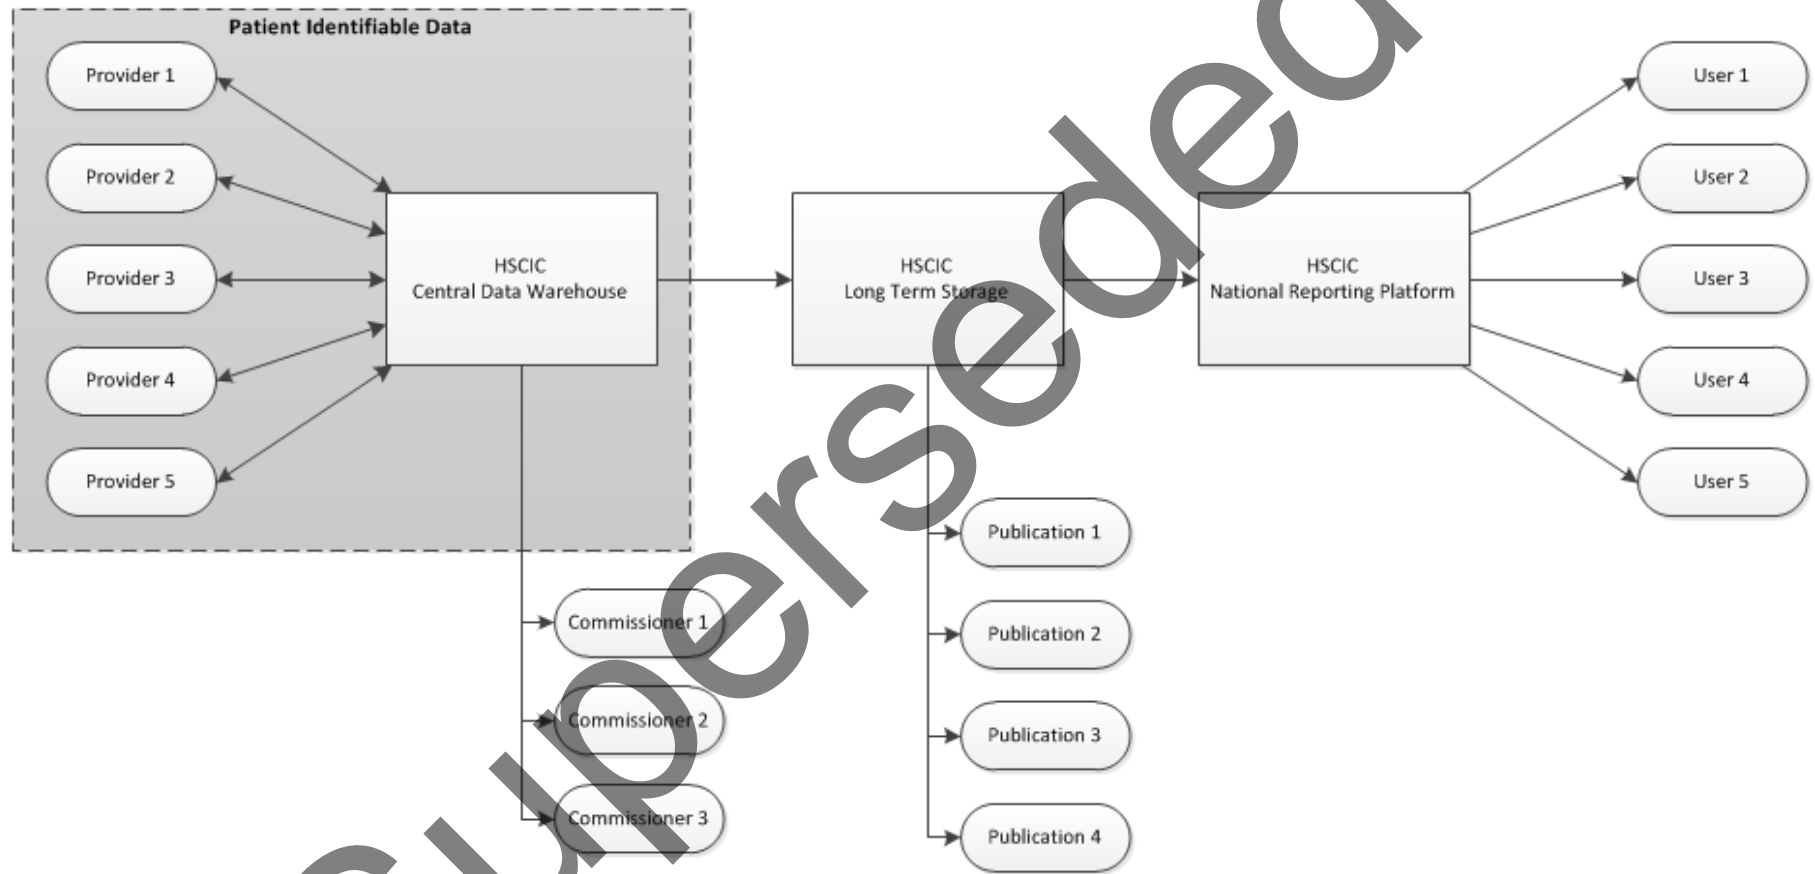 Patient Identifiable Data
Provider 1
Provider 2
Provider 3
Provider 4
Provider 5
HSCIC
Central Data Warehouse
HSCIC
Long Term Storage
HSCIC
National Reporting Platform
User 1
User 2
User 3
User 4
User 5
Commissioner 1
Commissioner 2
Commissioner 3
Publication 1
Publication 2
Publication 3
Publication 4
Superseded